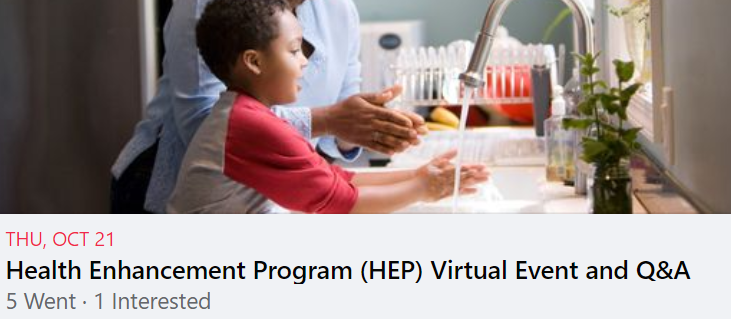 THU, OCT 21
Health Enhancement Program (HEP) Virtual Event and Q&A
5 Went · 1 Interested